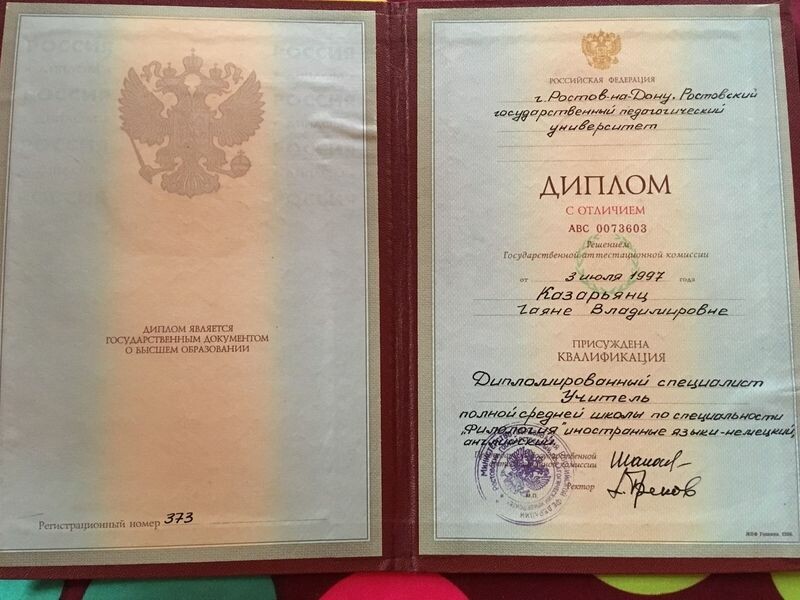 ДИПЛОМ ЯВЛЯЕТСЯ
ГОСУДАРСТВЕННЫМ ДОКУМЕНТОМ
О ВЫСШЕМ ОБРАЗОВАНИИ
Регистрационный номер 373
РОССИЙСКАЯ ФЕДЕРАЦИЯ
г. Ростов-на-Дону, Ростовский
государственный педагогический
университет
ДИПЛОМ
С ОТЛИЧИЕМ
АВС 0073603
Решением
Государственной аттестационной комиссии
от 3 июля 1997 года
Казарьянц
Гаяне Владимировне
ПРИСУЖДЕНА
КВАЛИФИКАЦИЯ
Дипломированный специалист
Учитель
полной средней школы по специальности
„Филология" иностранные языки-немецкий,
английский.
Государственной
комиссии
Ректор
М.П.